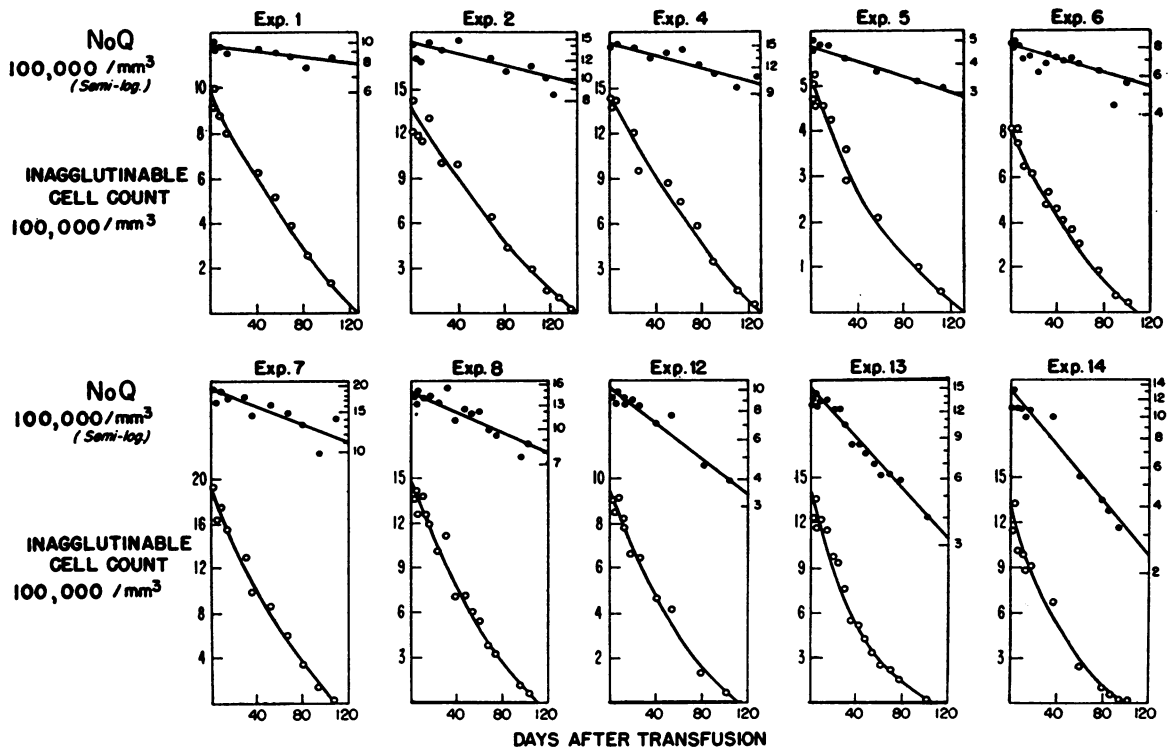 Exp. 1
Exp. 2
Exp. 4
Exp. 5
Exp. 6
NoQ
100,000 / mm³
(Semi-log.)
INAGGLUTINABLE
CELL COUNT
100,000 / mm³
10 8 6 4 2
10 8 6
40 80 120
15 12 9 6 3
15 10 8
40 80 120
15 12 9 6 3
15 12 9
40 80 120
5 4 3 2 1
5 4 3
40 80 120
8 6 4 2
8 6 4
40 80 120
Exp. 7
Exp. 8
Exp. 12
Exp. 13
Exp. 14
NoQ
100,000 /mm³
(Semi-log.)
INAGGLUTINABLE
CELL COUNT
100,000 /mm³
20 16 12 8 4
20 15 10
40 80 120
15 12 9 6 3
16 13 10 7
40 80 120
10 8 6 4 2
10 8 6 4 3
40 80 120
15 12 9 6 3
15 12 9 6 3
40 80 120
15 12 9 6 3
14 12 10 8 6 4 2
40 80 120
DAYS AFTER TRANSFUSION